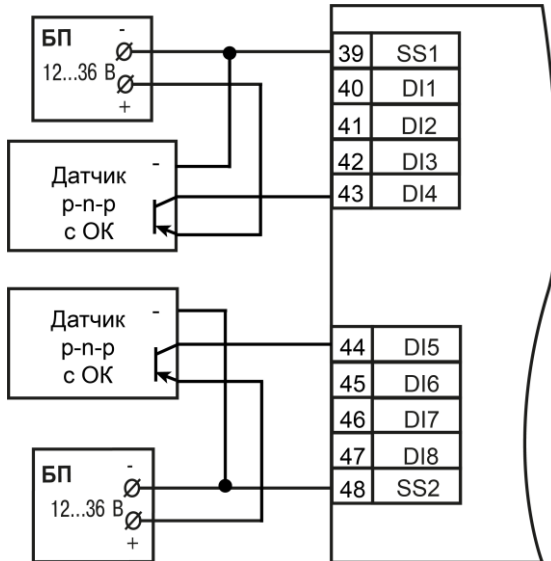 БП
-
12...36 В
+
39 SS1
40 DI1
41 DI2
42 DI3
43 DI4
Датчик
-
p-n-p
с ОК
Датчик
-
p-n-p
с ОК
44 DI5
45 DI6
46 DI7
47 DI8
48 SS2
БП
-
12...36 В
+